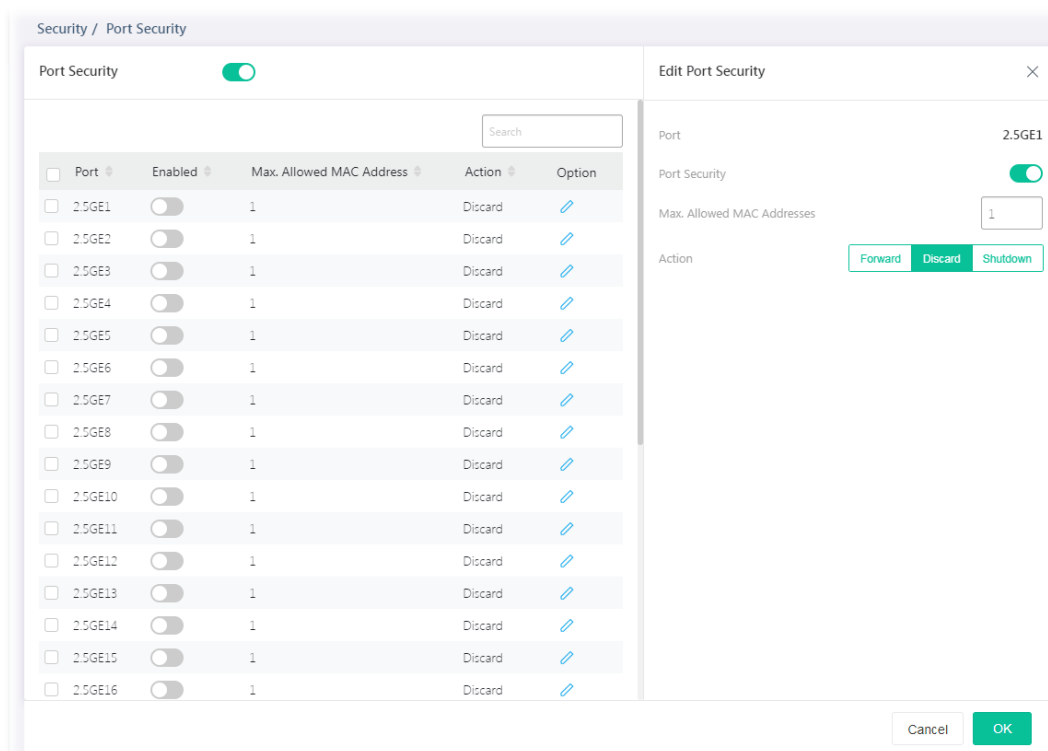 Security / Port Security
Port Security
Search
Port Enabled Max. Allowed MAC Address Action Option
2.5GE1 1 Discard
2.5GE2 1 Discard
2.5GE3 1 Discard
2.5GE4 1 Discard
2.5GE5 1 Discard
2.5GE6 1 Discard
2.5GE7 1 Discard
2.5GE8 1 Discard
2.5GE9 1 Discard
2.5GE10 1 Discard
2.5GE11 1 Discard
2.5GE12 1 Discard
2.5GE13 1 Discard
2.5GE14 1 Discard
2.5GE15 1 Discard
2.5GE16 1 Discard
Edit Port Security
Port 2.5GE1
Port Security
Max. Allowed MAC Addresses 1
Action Forward Discard Shutdown
Cancel OK